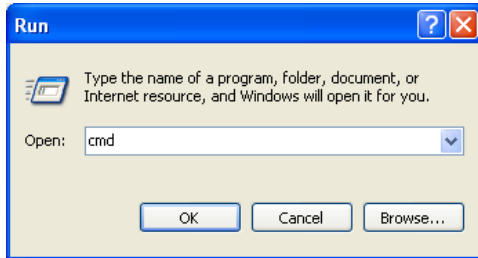 Run
Type the name of a program, folder, document, or
Internet resource, and Windows will open it for you.
Open: cmd
OK Cancel Browse...